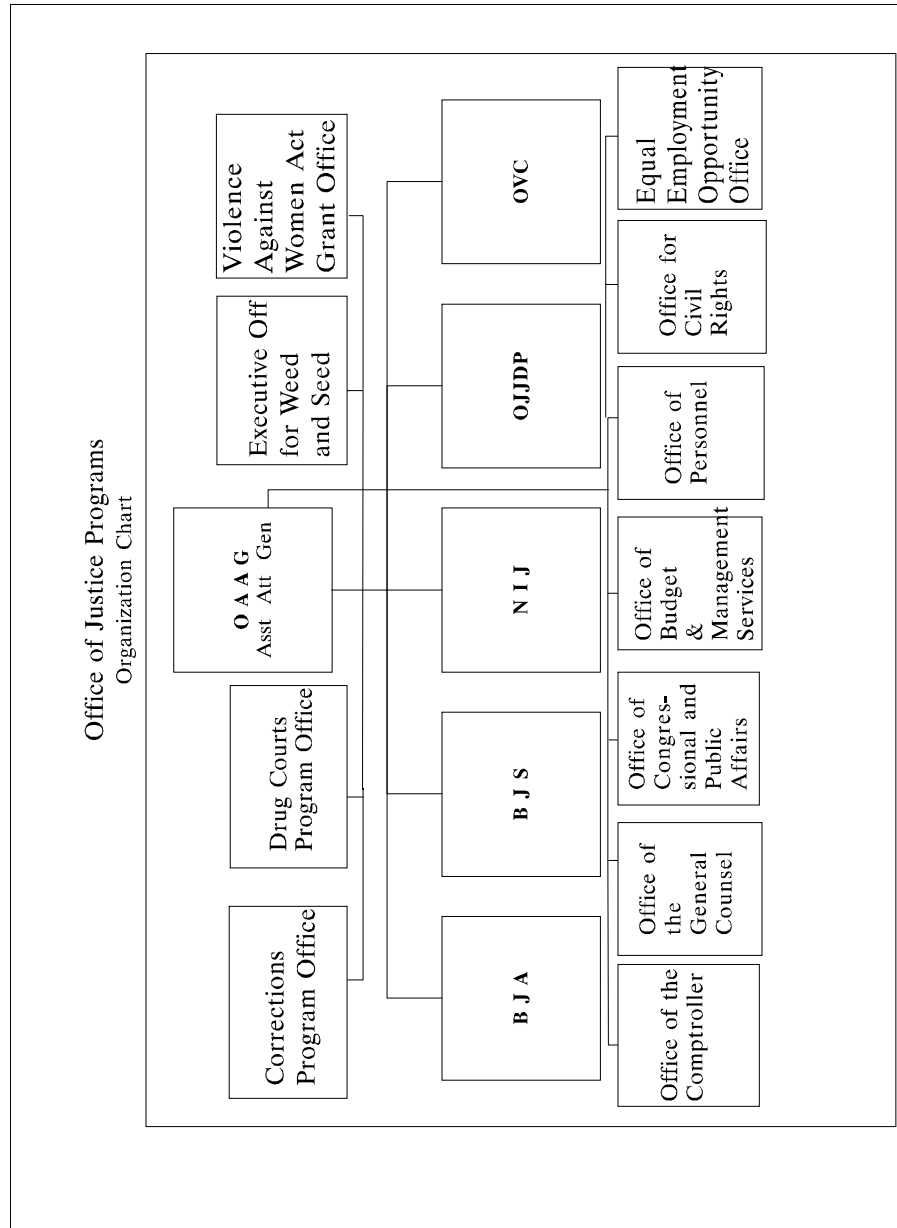 Office of Justice Programs
Organization Chart
O A A G
Asst Att Gen
Corrections
Program Office
Drug Courts
Program Office
Executive Off
for Weed
and Seed
Violence
Against
Women Act
Grant Office
B J A
B J S
N I J
OJJDP
OVC
Office of the
Comptroller
Office of
the
General
Counsel
Office of
Congres-
sional and
Public
Affairs
Office of
Budget
&
Management
Services
Office of
Personnel
Office for
Civil
Rights
Equal
Employment
Opportunity
Office